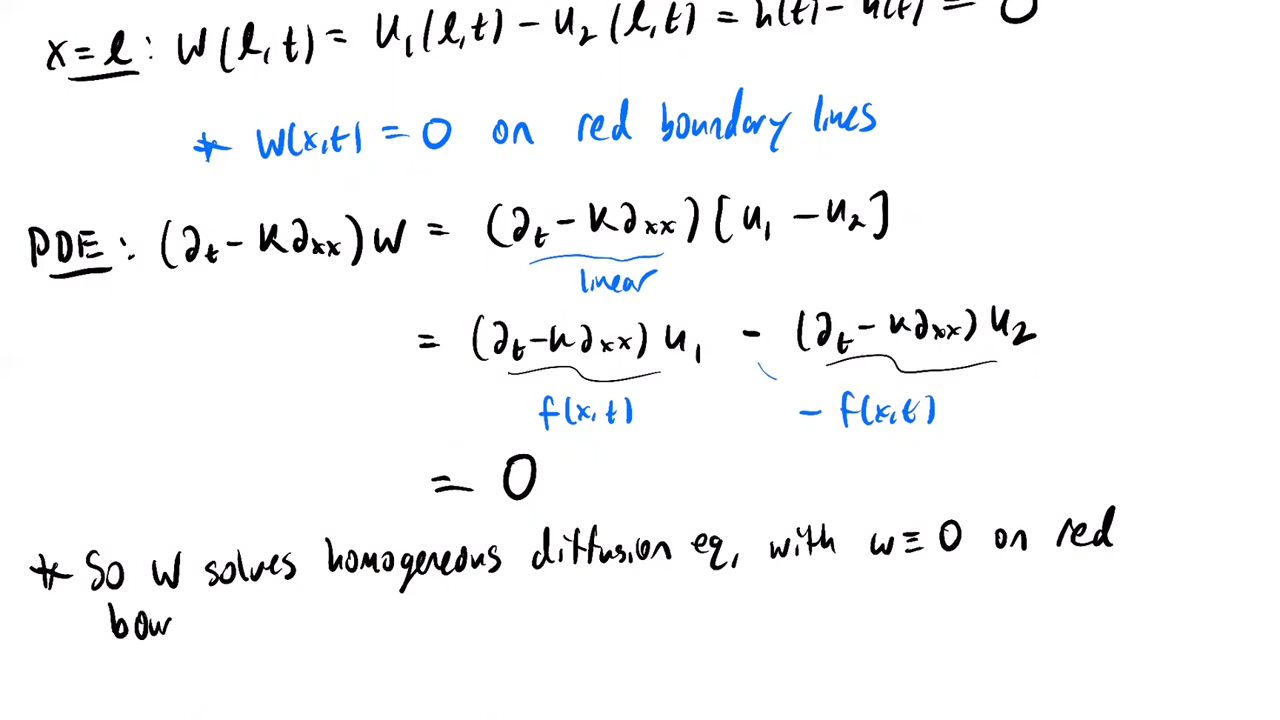 x = l : W(l,t) = u₁(l,t) - u₂(l,t) = h(t) - h(t) = 0
* W(x,t) = 0 on red boundary lines
PDE : (∂ₜ - k∂ₓₓ)W = (∂ₜ - k∂ₓₓ)[u₁ - u₂]
linear
= (∂ₜ - k∂ₓₓ)u₁ - (∂ₜ - k∂ₓₓ)u₂
f(x,t) - f(x,t)
= 0
* So W solves homogeneous diffusion eq, with w ≡ 0 on red
bow